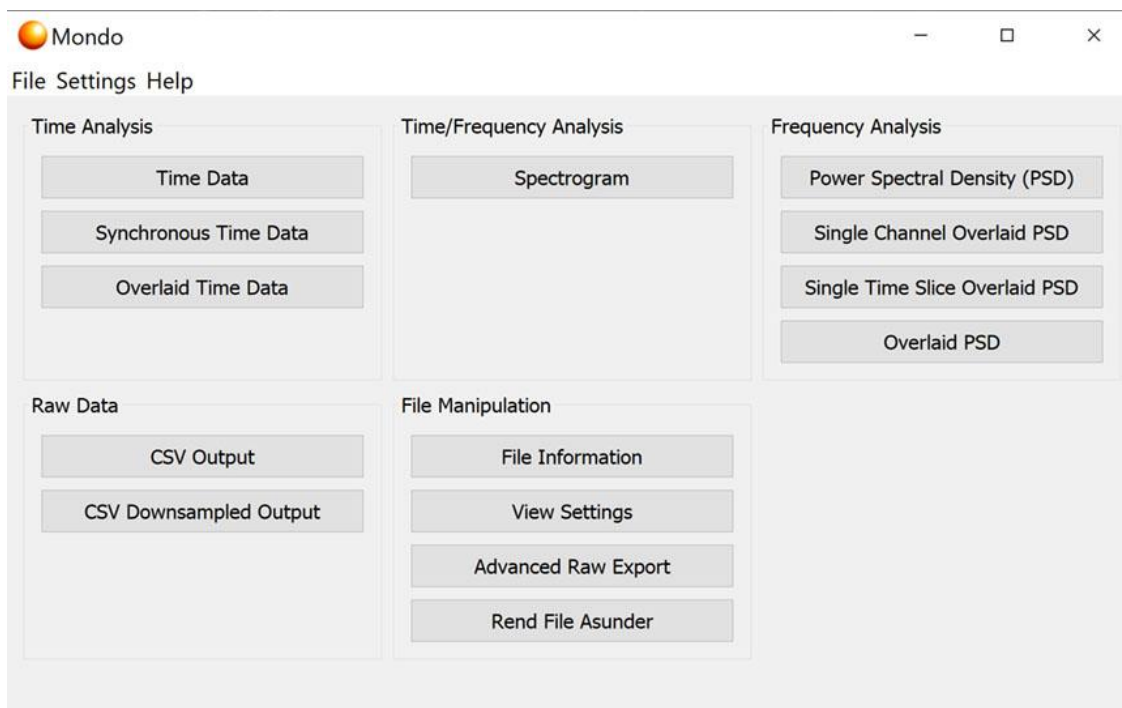 Mondo
File Settings Help
Time Analysis
Time Data
Synchronous Time Data
Overlaid Time Data
Time/Frequency Analysis
Spectrogram
Frequency Analysis
Power Spectral Density (PSD)
Single Channel Overlaid PSD
Single Time Slice Overlaid PSD
Overlaid PSD
Raw Data
CSV Output
CSV Downsampled Output
File Manipulation
File Information
View Settings
Advanced Raw Export
Rend File Asunder